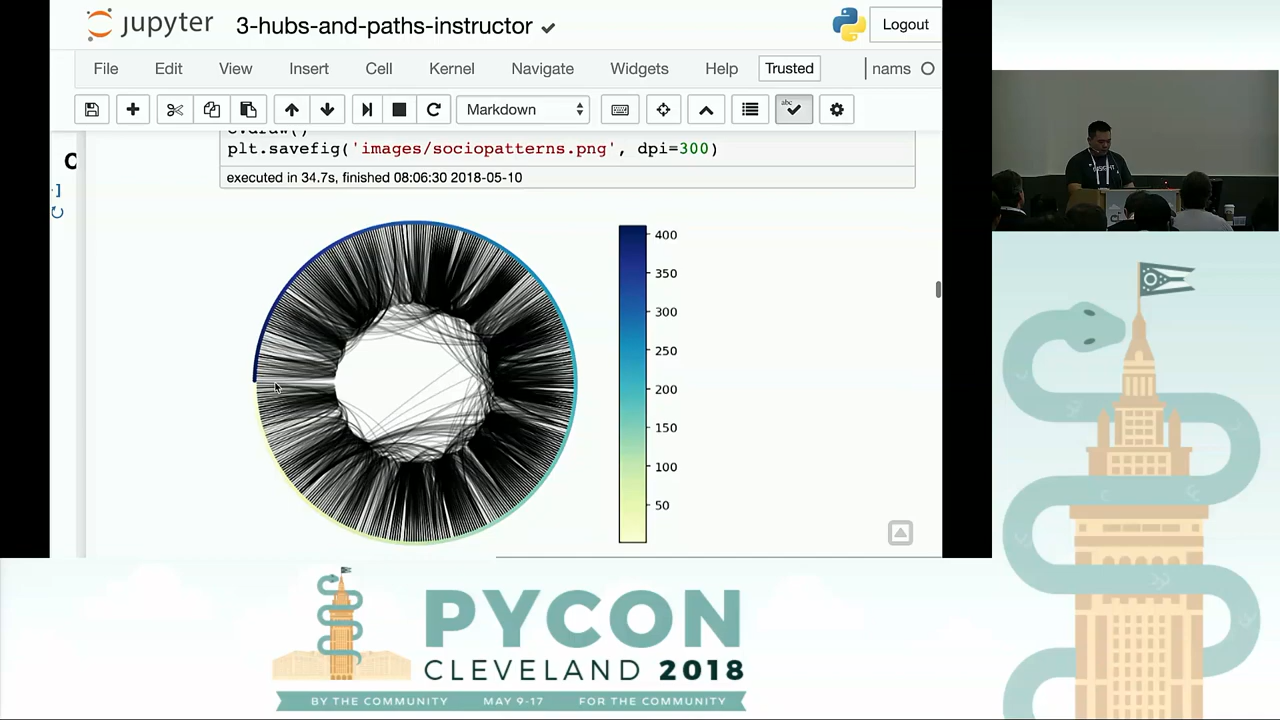 jupyter 3-hubs-and-paths-instructor Logout
File Edit View Insert Cell Kernel Navigate Widgets Help Trusted nams
Markdown
abc
plt.savefig('images/sociopatterns.png', dpi=300)
executed in 34.7s, finished 08:06:30 2018-05-10
400
350
300
250
200
150
100
50
PYCON
CLEVELAND 2018
BY THE COMMUNITY MAY 9-17 FOR THE COMMUNITY